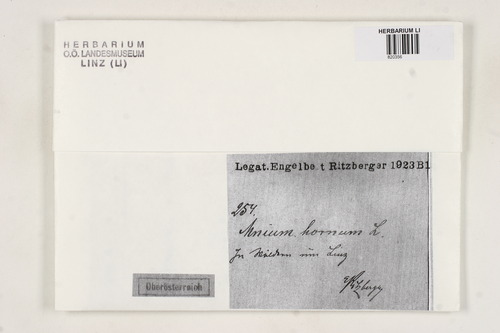 HERBARIUM
O.Ö. LANDESMUSEUM
LINZ (LI)
HERBARIUM LI
Legat. Engelbert Ritzberger 1923 B1
254.
Mnium hornum L.
In Wäldern um Linz
Oberösterreich